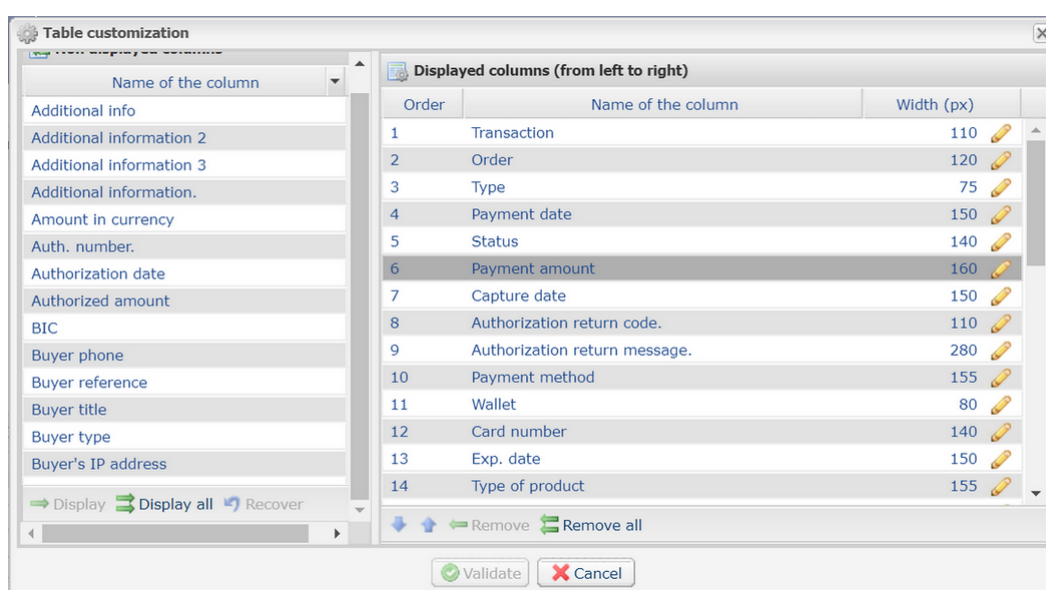 Table customization
Non displayed columns
Name of the column
Additional info
Additional information 2
Additional information 3
Additional information.
Amount in currency
Auth. number.
Authorization date
Authorized amount
BIC
Buyer phone
Buyer reference
Buyer title
Buyer type
Buyer's IP address
Display Display all Recover
Displayed columns (from left to right)
Order Name of the column Width (px)
1 Transaction 110
2 Order 120
3 Type 75
4 Payment date 150
5 Status 140
6 Payment amount 160
7 Capture date 150
8 Authorization return code. 110
9 Authorization return message. 280
10 Payment method 155
11 Wallet 80
12 Card number 140
13 Exp. date 150
14 Type of product 155
Remove Remove all
Validate Cancel